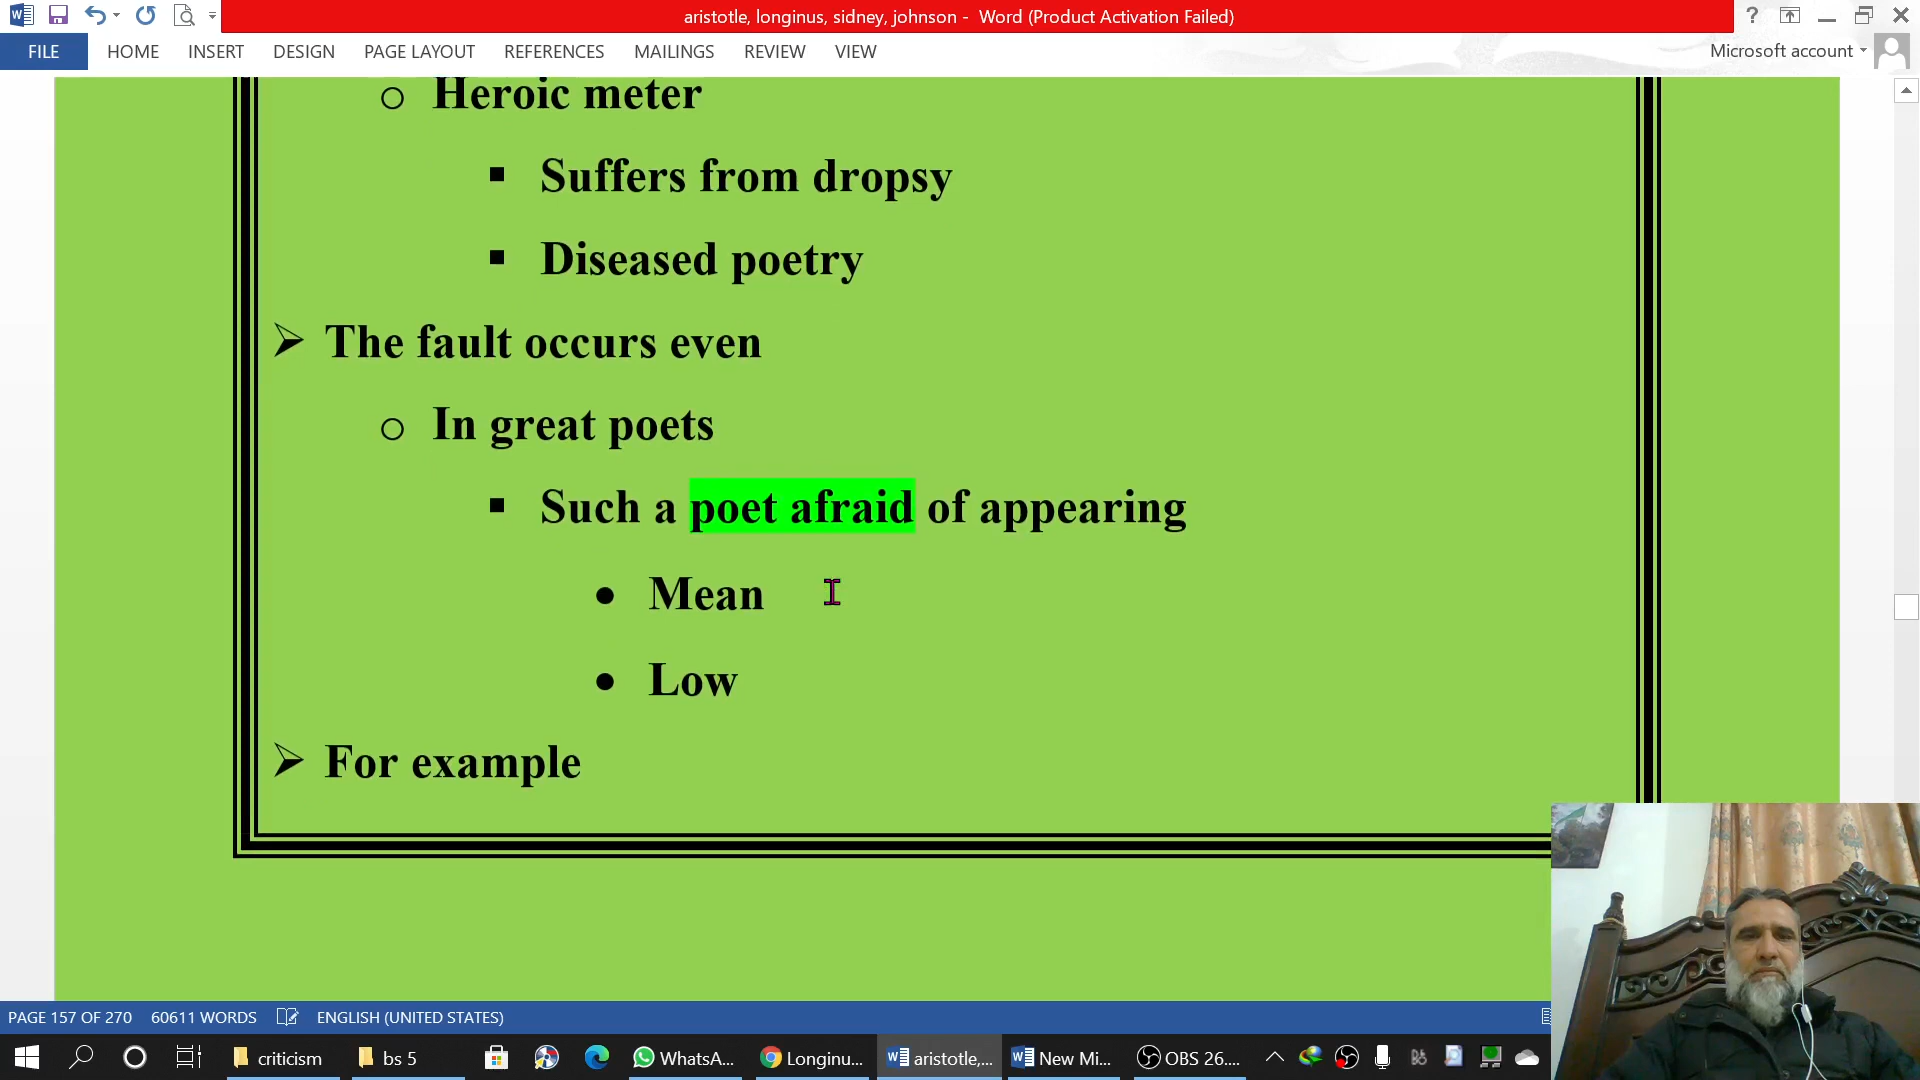 aristotle, longinus, sidney, johnson - Word (Product Activation Failed)
FILE HOME INSERT DESIGN PAGE LAYOUT REFERENCES MAILINGS REVIEW VIEW Microsoft account
Heroic meter
Suffers from dropsy
Diseased poetry
The fault occurs even
In great poets
Such a poet afraid of appearing
Mean
Low
For example
PAGE 157 OF 270 60611 WORDS ENGLISH (UNITED STATES)
criticism bs 5 WhatsA... Longinu... aristotle,... New Mi... OBS 26....